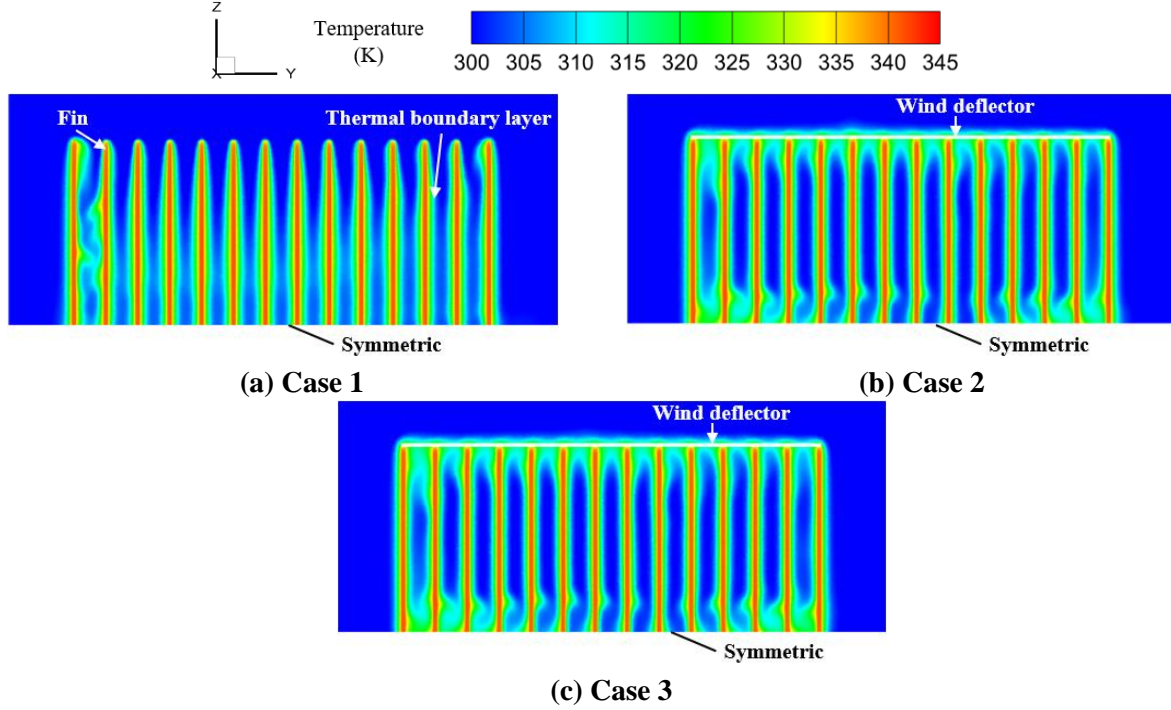 Z
X
Y
Temperature
(K)
300 305 310 315 320 325 330 335 340 345
Fin
Thermal boundary layer
Symmetric
(a) Case 1
Wind deflector
Symmetric
(b) Case 2
Wind deflector
Symmetric
(c) Case 3